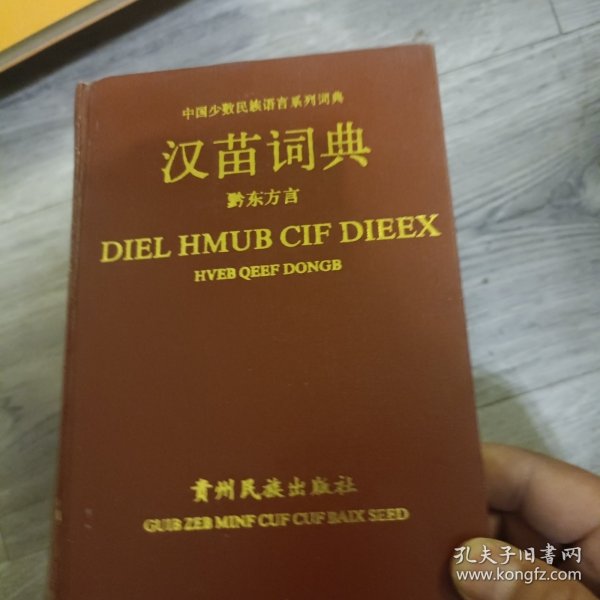 中国少数民族语言系列词典
汉苗词典
黔东方言
DIEL HMUB CIF DIEEX
HVEB QEEF DONGB
贵州民族出版社
GUIB ZEB MINF CUF CUF BAIX SEED
孔夫子旧书网
www.kongfz.com